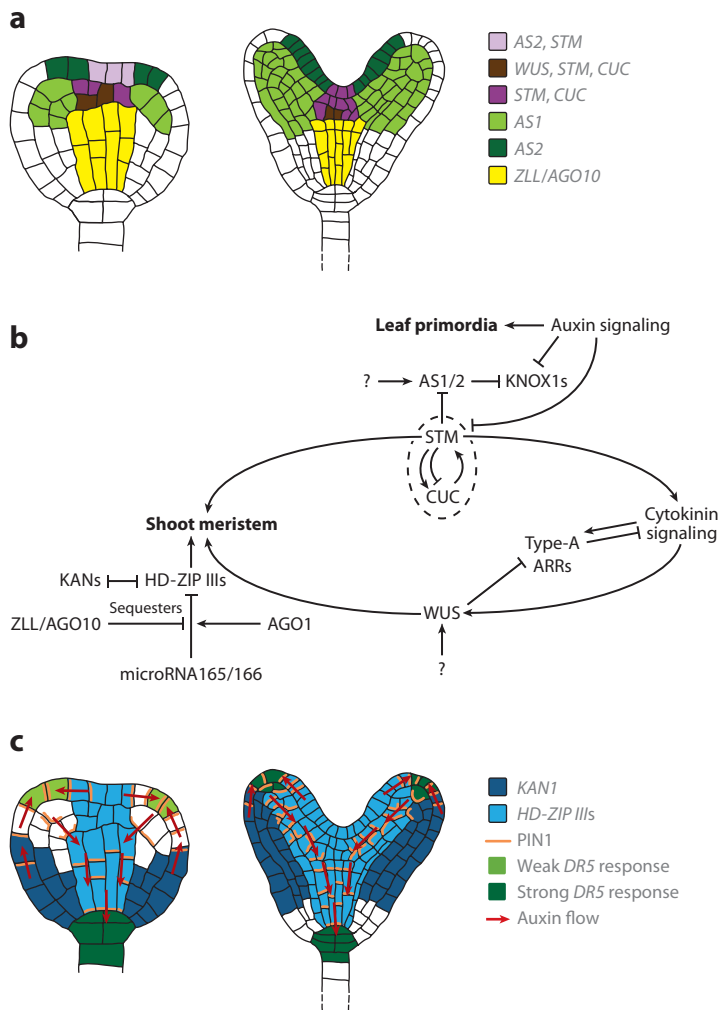 a
AS2, STM
WUS, STM, CUC
STM, CUC
AS1
AS2
ZLL/AGO10
b
Leaf primordia
Auxin signaling
?
AS1/2
KNOX1s
STM
CUC
Shoot meristem
Cytokinin
signaling
Type-A
ARRs
KANs
HD-ZIP IIIs
Sequesters
ZLL/AGO10
AGO1
WUS
microRNA165/166
?
c
KAN1
HD-ZIP IIIs
PIN1
Weak DR5 response
Strong DR5 response
Auxin flow